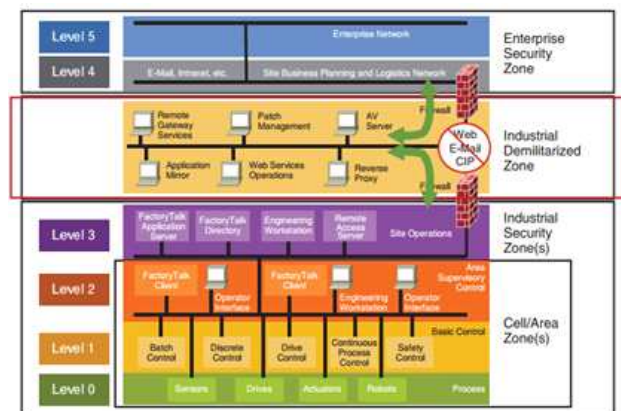 Level 5
Enterprise Network
Enterprise
Security
Zone
Level 4
E-Mail, Intranet, etc.
Site Business Planning and Logistics Network
Firewall
Remote
Gateway
Services
Patch
Management
AV
Server
Web
E-Mail
CIP
Industrial
Demilitarized
Zone
Application
Mirror
Web Services
Operations
Reverse
Proxy
Firewall
Level 3
FactoryTalk
Application
Server
FactoryTalk
Directory
Engineering
Workstation
Remote
Access
Server
Site Operations
Industrial
Security
Zone(s)
Level 2
FactoryTalk
Client
Operator
Interface
FactoryTalk
Client
Engineering
Workstation
Operator
Interface
Area
Supervisory
Control
Cell/Area
Zone(s)
Level 1
Batch
Control
Discrete
Control
Drive
Control
Continuous
Process
Control
Safety
Control
Basic Control
Level 0
Sensors
Drives
Actuators
Robots
Process